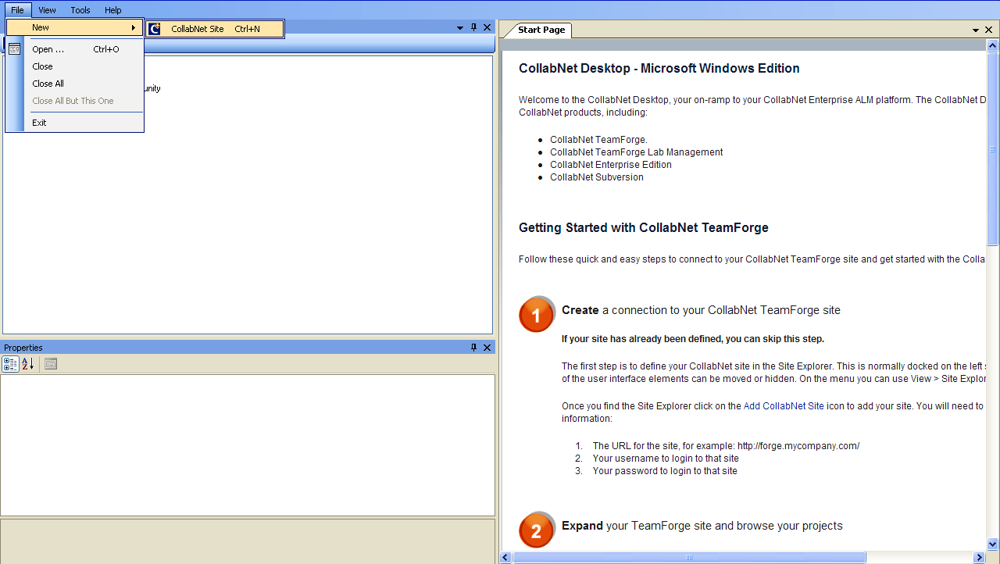 File View Tools Help
New
CollabNet Site Ctrl+N
Open ... Ctrl+O
Close
Close All
Close All But This One
Exit
Properties
Start Page
CollabNet Desktop - Microsoft Windows Edition
Welcome to the CollabNet Desktop, your on-ramp to your CollabNet Enterprise ALM platform. The CollabNet D
CollabNet products, including:
CollabNet TeamForge.
CollabNet TeamForge Lab Management
CollabNet Enterprise Edition
CollabNet Subversion
Getting Started with CollabNet TeamForge
Follow these quick and easy steps to connect to your CollabNet TeamForge site and get started with the Colla
1 Create a connection to your CollabNet TeamForge site
If your site has already been defined, you can skip this step.
The first step is to define your CollabNet site in the Site Explorer. This is normally docked on the left
of the user interface elements can be moved or hidden. On the menu you can use View > Site Explor
Once you find the Site Explorer click on the Add CollabNet Site icon to add your site. You will need to
information:
1. The URL for the site, for example: http://forge.mycompany.com/
2. Your username to login to that site
3. Your password to login to that site
2 Expand your TeamForge site and browse your projects